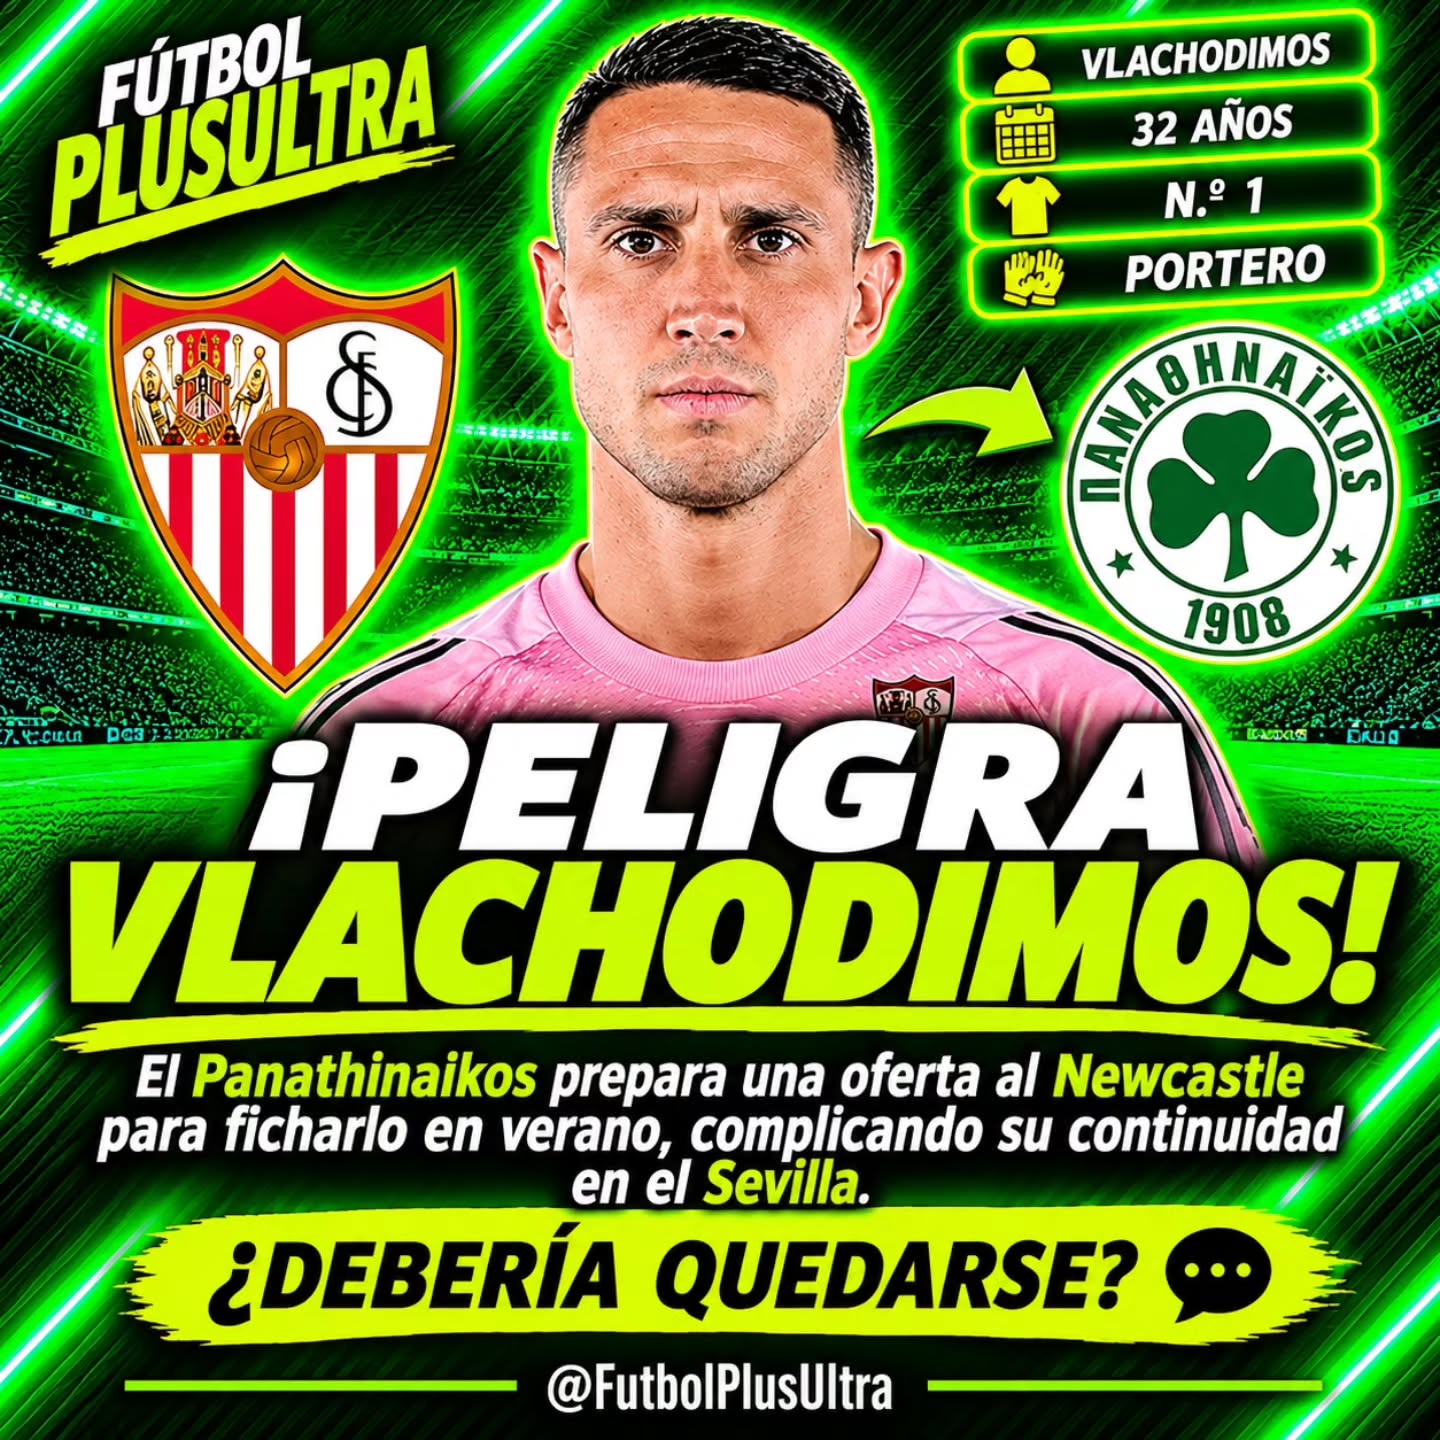 FÚTBOL
PLUSULTRA
VLACHODIMOS
32 AÑOS
N.º 1
PORTERO
ΠΑΝΑΘΗΝΑΪΚΟΣ
1908
¡PELIGRA
VLACHODIMOS!
El Panathinaikos prepara una oferta al Newcastle
para ficharlo en verano, complicando su continuidad
en el Sevilla.
¿DEBERÍA QUEDARSE?
@FutbolPlusUltra